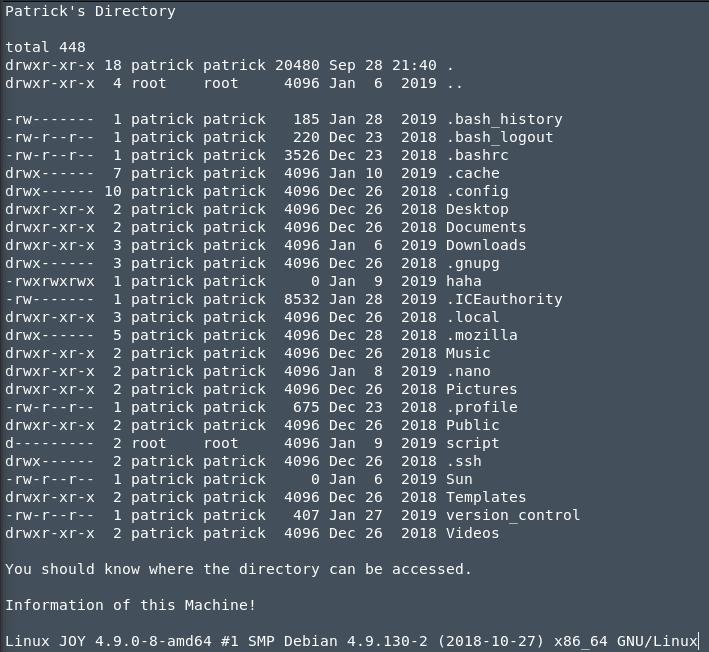 Patrick's Directory
total 448
drwxr-xr-x 18 patrick patrick 20480 Sep 28 21:40 .
drwxr-xr-x  4 root    root     4096 Jan  6  2019 ..
-rw-------  1 patrick patrick   185 Jan 28  2019 .bash_history
-rw-r--r--  1 patrick patrick   220 Dec 23  2018 .bash_logout
-rw-r--r--  1 patrick patrick  3526 Dec 23  2018 .bashrc
drwx------  7 patrick patrick  4096 Jan 10  2019 .cache
drwx------ 10 patrick patrick  4096 Dec 26  2018 .config
drwxr-xr-x  2 patrick patrick  4096 Dec 26  2018 Desktop
drwxr-xr-x  2 patrick patrick  4096 Dec 26  2018 Documents
drwxr-xr-x  3 patrick patrick  4096 Jan  6  2019 Downloads
drwx------  3 patrick patrick  4096 Dec 26  2018 .gnupg
-rwxrwxrwx  1 patrick patrick     0 Jan  9  2019 haha
-rw-------  1 patrick patrick  8532 Jan 28  2019 .ICEauthority
drwxr-xr-x  3 patrick patrick  4096 Dec 26  2018 .local
drwx------  5 patrick patrick  4096 Dec 28  2018 .mozilla
drwxr-xr-x  2 patrick patrick  4096 Dec 26  2018 Music
drwxr-xr-x  2 patrick patrick  4096 Jan  8  2019 .nano
drwxr-xr-x  2 patrick patrick  4096 Dec 26  2018 Pictures
-rw-r--r--  1 patrick patrick   675 Dec 23  2018 .profile
drwxr-xr-x  2 patrick patrick  4096 Dec 26  2018 Public
d---------  2 root    root     4096 Jan  9  2019 script
drwx------  2 patrick patrick  4096 Dec 26  2018 .ssh
-rw-r--r--  1 patrick patrick     0 Jan  6  2019 Sun
drwxr-xr-x  2 patrick patrick  4096 Dec 26  2018 Templates
-rw-r--r--  1 patrick patrick   407 Jan 27  2019 version_control
drwxr-xr-x  2 patrick patrick  4096 Dec 26  2018 Videos
You should know where the directory can be accessed.
Information of this Machine!
Linux JOY 4.9.0-8-amd64 #1 SMP Debian 4.9.130-2 (2018-10-27) x86_64 GNU/Linux